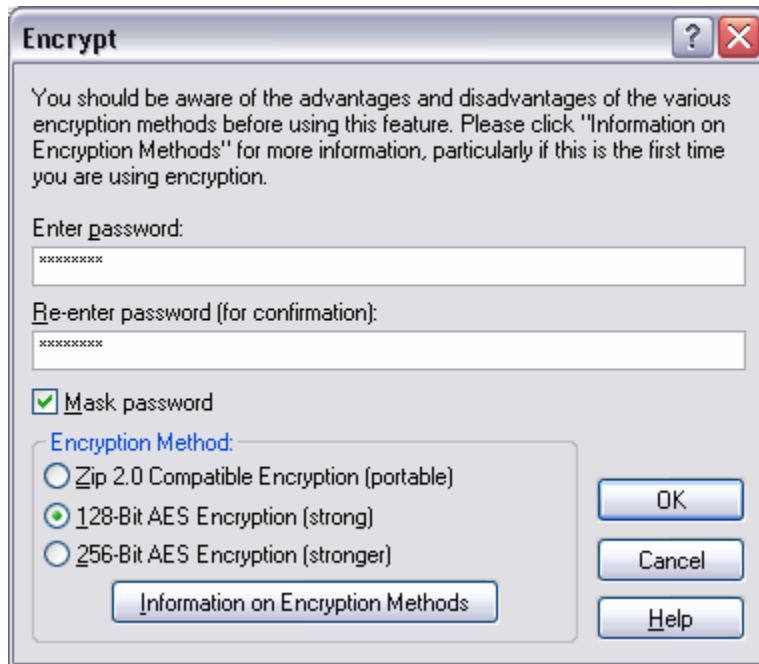 Encrypt
You should be aware of the advantages and disadvantages of the various
encryption methods before using this feature. Please click "Information on
Encryption Methods" for more information, particularly if this is the first time
you are using encryption.
Enter password:
xxxxxxxx
Re-enter password (for confirmation):
xxxxxxxx
Mask password
Encryption Method:
Zip 2.0 Compatible Encryption (portable)
128-Bit AES Encryption (strong)
256-Bit AES Encryption (stronger)
Information on Encryption Methods
OK
Cancel
Help